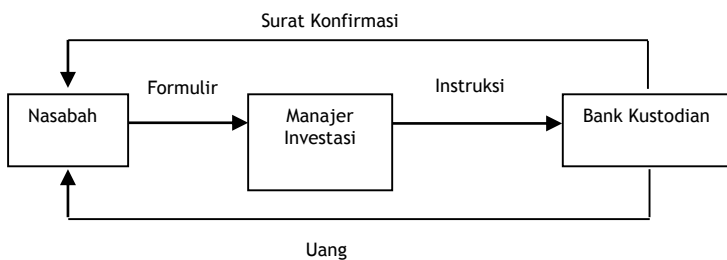 Surat Konfirmasi
Formulir
Instruksi
Nasabah
Manajer
Investasi
Bank Kustodian
Uang